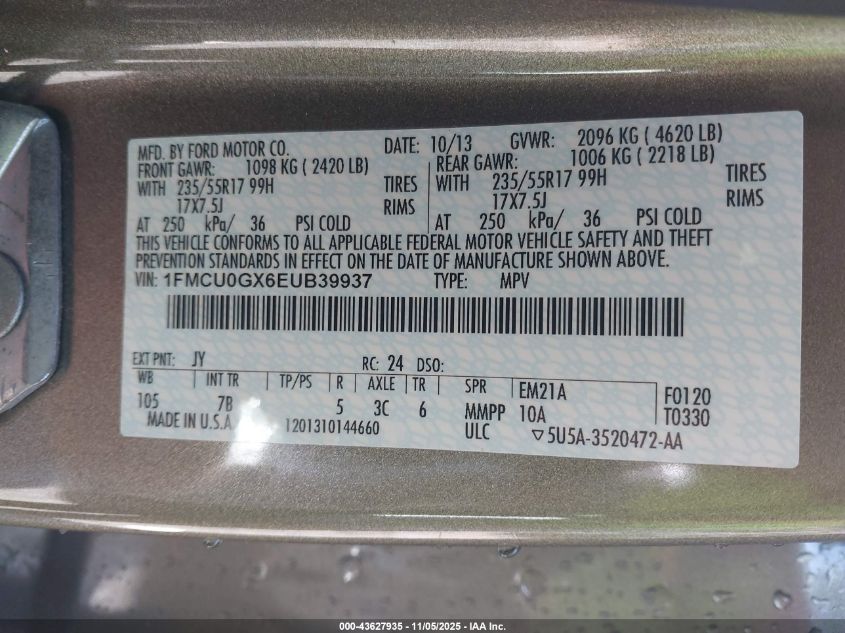 MFD. BY FORD MOTOR CO. DATE: 10/13 GVWR: 2096 KG ( 4620 LB)
FRONT GAWR: 1098 KG ( 2420 LB) REAR GAWR: 1006 KG ( 2218 LB)
WITH 235/55R17 99H TIRES WITH 235/55R17 99H TIRES
17X7.5J RIMS 17X7.5J RIMS
AT 250 kPa/ 36 PSI COLD AT 250 kPa/ 36 PSI COLD
THIS VEHICLE CONFORMS TO ALL APPLICABLE FEDERAL MOTOR VEHICLE SAFETY AND THEFT
PREVENTION STANDARDS IN EFFECT ON THE DATE OF MANUFACTURE SHOWN ABOVE.
VIN: 1FMCU0GX6EUB39937 TYPE: MPV
EXT PNT: JY RC: 24 DSO:
WB INT TR TP/PS R AXLE TR SPR EM21A F0120
105 7B 5 3C 6 MMPP 10A T0330
MADE IN U.S.A 1201310144660 ULC ▽5U5A-3520472-AA
000-43627935 - 11/05/2025 - IAA Inc.